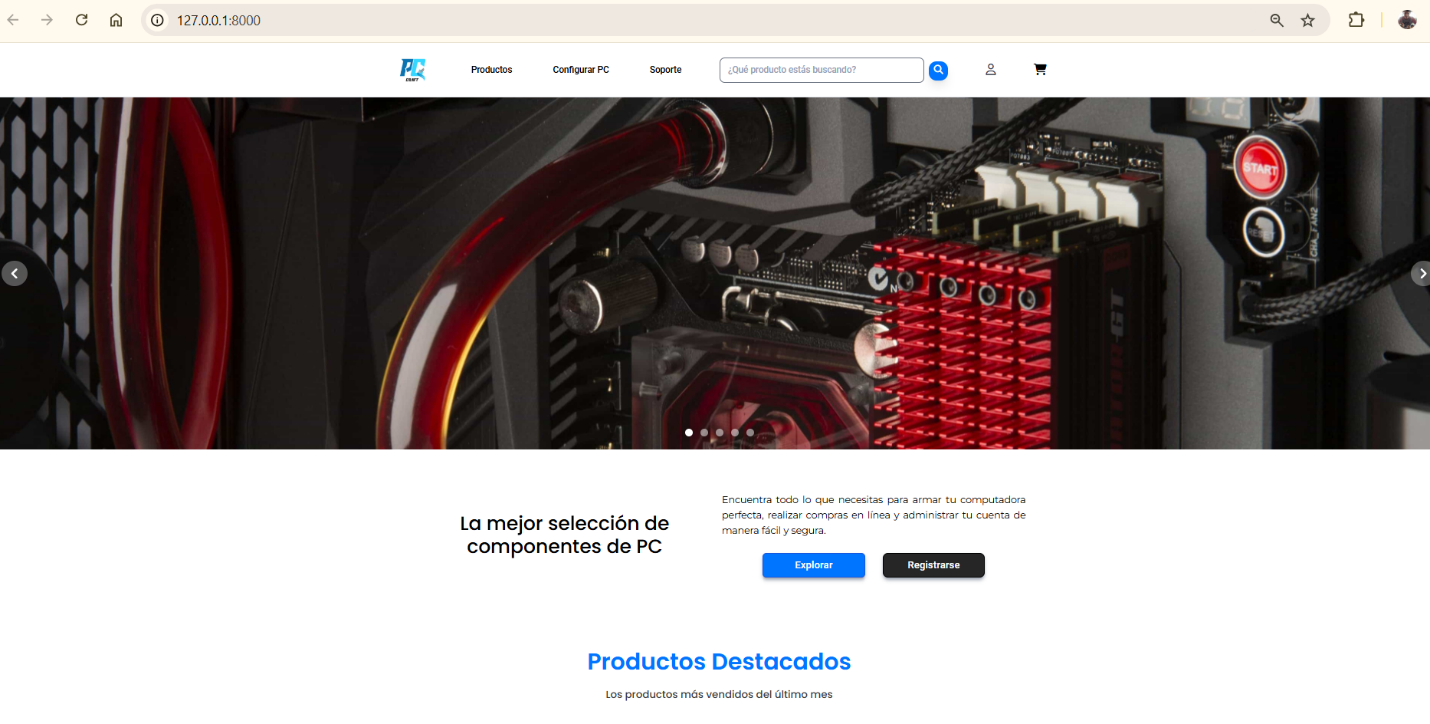 127.0.0.1:8000
PC
CRAFT
Productos
Configurar PC
Soporte
¿Qué producto estás buscando?
START
RESET
La mejor selección de
componentes de PC
Encuentra todo lo que necesitas para armar tu computadora
perfecta, realizar compras en línea y administrar tu cuenta de
manera fácil y segura.
Explorar
Registrarse
Productos Destacados
Los productos más vendidos del último mes